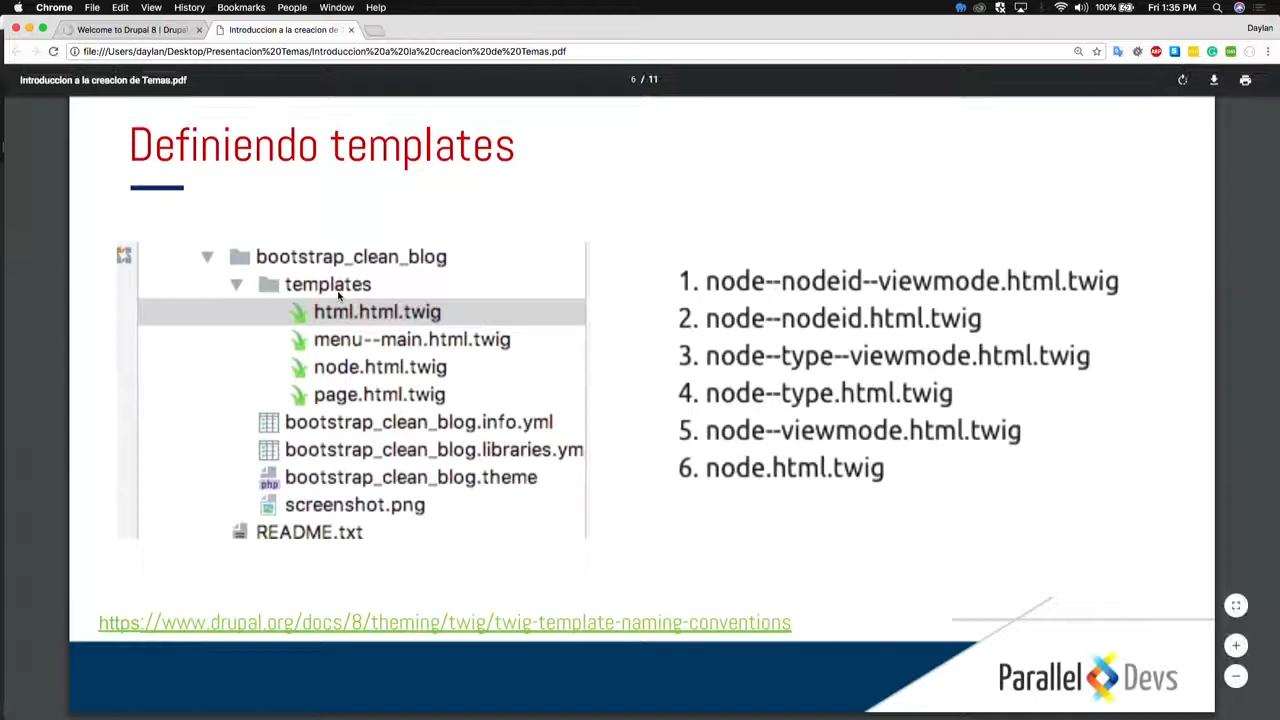 Chrome File Edit View History Bookmarks People Window Help 100% Fri 1:35 PM
Welcome to Drupal 8 | Drupal Introduccion a la creacion de Daylan
file:///Users/daylan/Desktop/Presentacion%20Temas/Introduccion%20a%20la%20creacion%20de%20Temas.pdf
Introduccion a la creacion de Temas.pdf 6 / 11
Definiendo templates
bootstrap_clean_blog
templates
html.html.twig
menu--main.html.twig
node.html.twig
page.html.twig
bootstrap_clean_blog.info.yml
bootstrap_clean_blog.libraries.ym
bootstrap_clean_blog.theme
screenshot.png
README.txt
1. node--nodeid--viewmode.html.twig
2. node--nodeid.html.twig
3. node--type--viewmode.html.twig
4. node--type.html.twig
5. node--viewmode.html.twig
6. node.html.twig
https://www.drupal.org/docs/8/theming/twig/twig-template-naming-conventions
Parallel Devs